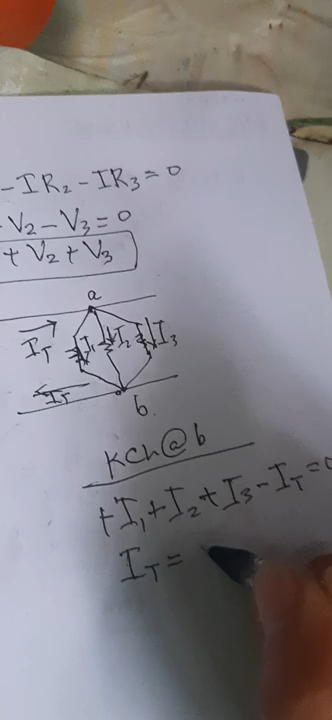 - IR₂ - IR₃ = 0
- V₂ - V₃ = 0
+ V₂ + V₃
a
I_T I₁ I₂ I₃
I_T
b
KCL@b
+I₁ + I₂ + I₃ - I_T = 0
I_T =